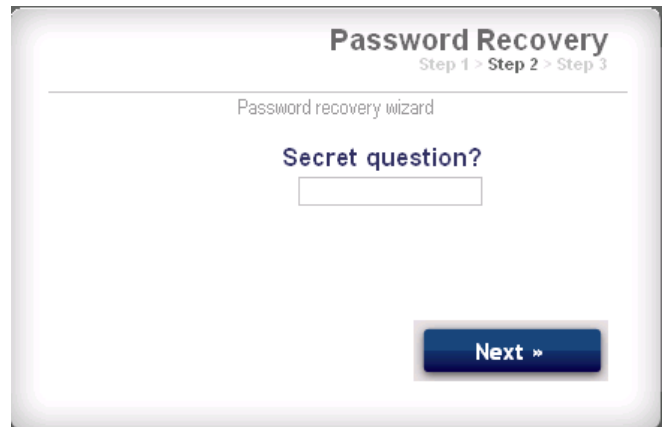 Password Recovery
Step 1 > Step 2 > Step 3
Password recovery wizard
Secret question?
Next »